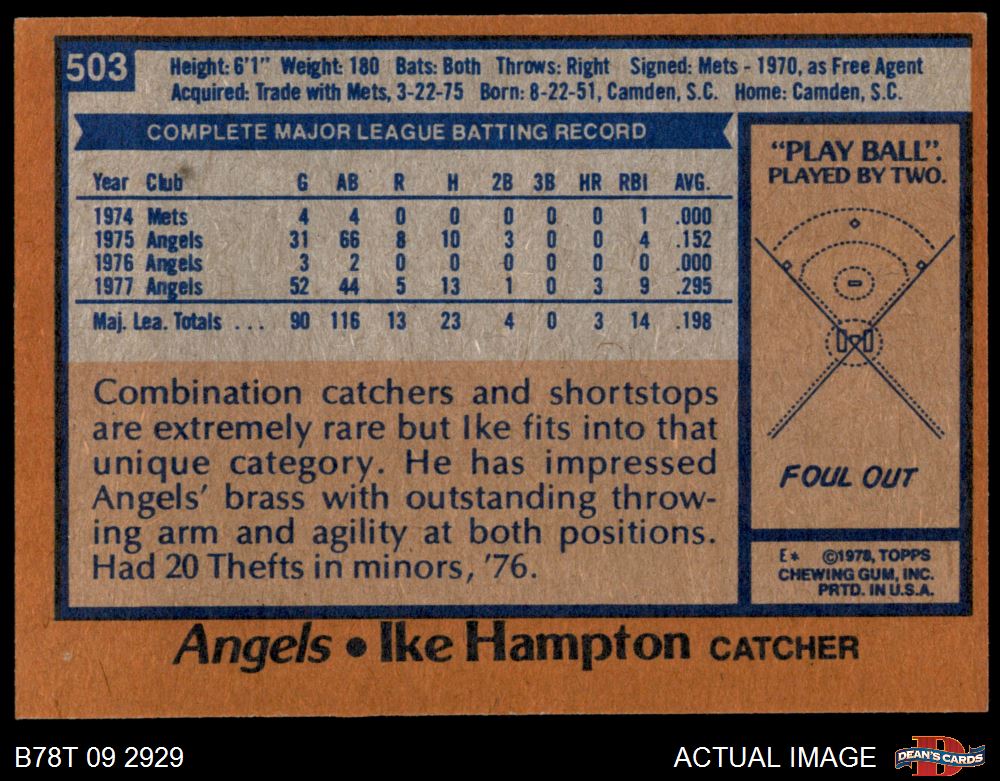 503
Height: 6'1" Weight: 180 Bats: Both Throws: Right Signed: Mets - 1970, as Free Agent
Acquired: Trade with Mets, 3-22-75 Born: 8-22-51, Camden, S.C. Home: Camden, S.C.
COMPLETE MAJOR LEAGUE BATTING RECORD
Year Club G AB R H 2B 3B HR RBI AVG.
1974 Mets 4 4 0 0 0 0 0 1 .000
1975 Angels 31 66 8 10 3 0 0 4 .152
1976 Angels 3 2 0 0 0 0 0 0 .000
1977 Angels 52 44 5 13 1 0 3 9 .295
Maj. Lea. Totals ... 90 116 13 23 4 0 3 14 .198
Combination catchers and shortstops
are extremely rare but Ike fits into that
unique category. He has impressed
Angels' brass with outstanding throw-
ing arm and agility at both positions.
Had 20 Thefts in minors, '76.
"PLAY BALL".
PLAYED BY TWO.
FOUL OUT
E* ©1978, TOPPS
CHEWING GUM, INC.
PRTD. IN U.S.A.
Angels • Ike Hampton CATCHER
B78T 09 2929
ACTUAL IMAGE
D
DEAN'S CARDS